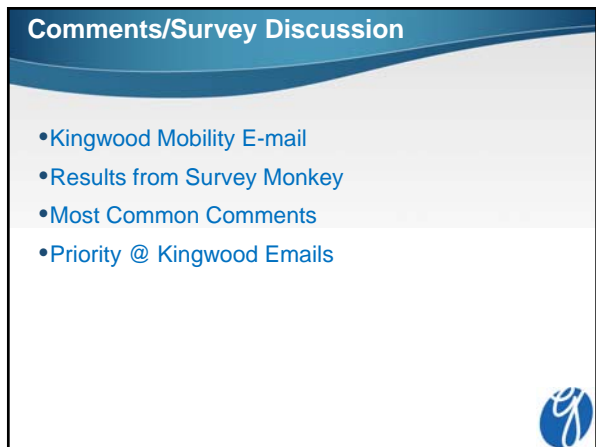 Comments/Survey Discussion
•Kingwood Mobility E-mail
•Results from Survey Monkey
•Most Common Comments
•Priority @ Kingwood Emails